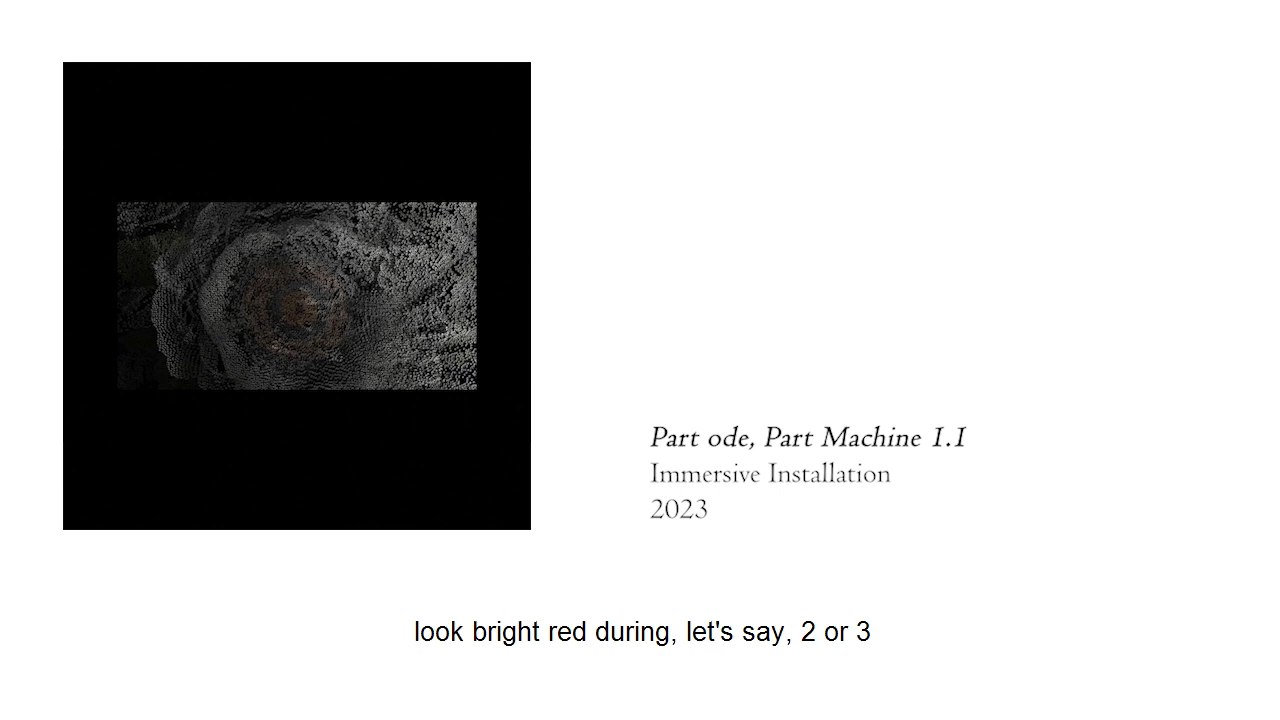 Part ode, Part Machine 1.1
Immersive Installation
2023
look bright red during, let's say, 2 or 3